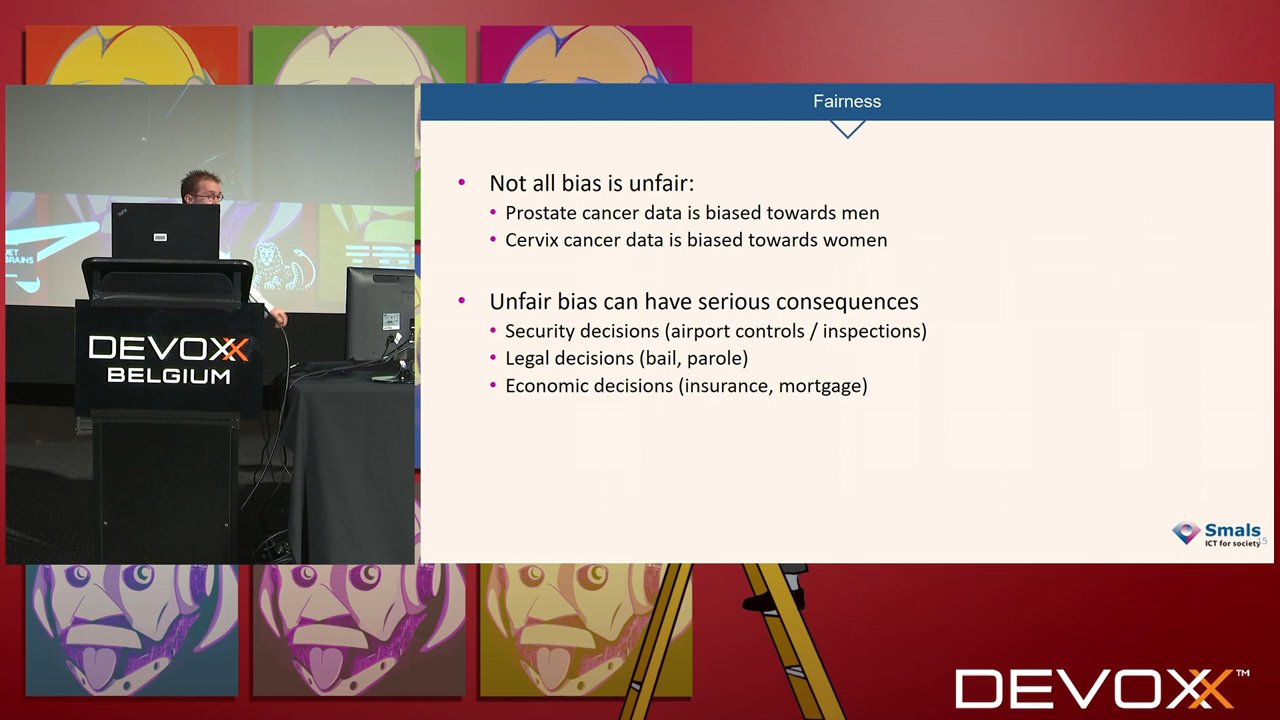 Fairness
Not all bias is unfair:
Prostate cancer data is biased towards men
Cervix cancer data is biased towards women
Unfair bias can have serious consequences
Security decisions (airport controls / inspections)
Legal decisions (bail, parole)
Economic decisions (insurance, mortgage)
Smals
ICT for society
15
DEVOXX
BELGIUM
DEVOXX™